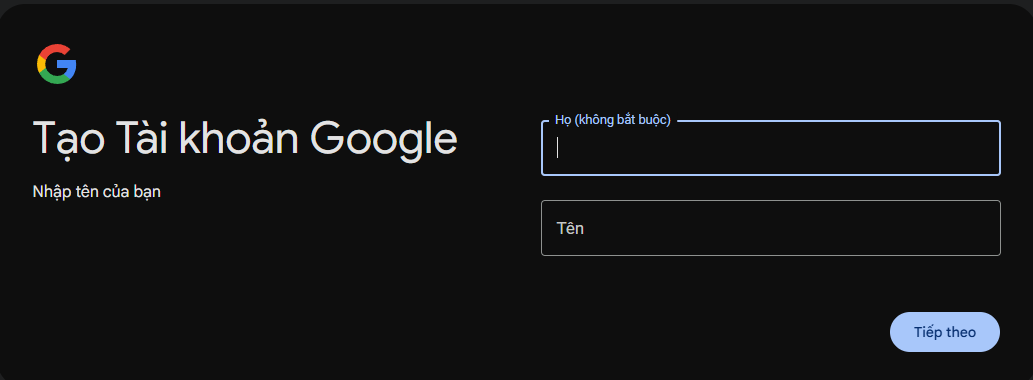 Tạo Tài khoản Google
Nhập tên của bạn
Họ (không bắt buộc)
Tên
Tiếp theo